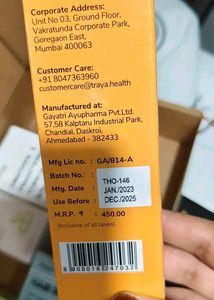 Corporate Address:
Unit No 03, Ground Floor,
Vakratunda Corporate Park,
Goregaon East,
Mumbai 400063
Customer Care:
+91 8047363960
customercare@traya.health
Manufactured at:
Gayatri Ayupharma Pvt.Ltd.
57,58 Kalptaru Industrial Park,
Chandial, Daskroi,
Ahmedabad - 382433
Mfg Lic no. : GA/814-A
Batch No. : THO-146
Mfg. Date : JAN./2023
Use Before : DEC./2025
M.R.P. ₹ : 450.00
(inclusive of all taxes)